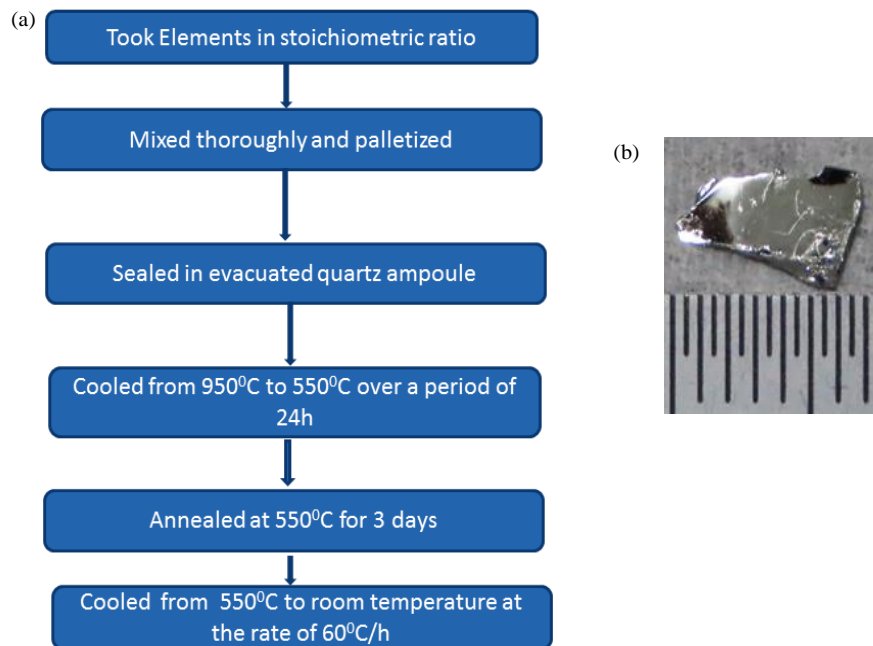 (a)
Took Elements in stoichiometric ratio
Mixed thoroughly and palletized
Sealed in evacuated quartz ampoule
Cooled from 950⁰C to 550⁰C over a period of
24h
Annealed at 550⁰C for 3 days
Cooled from 550⁰C to room temperature at
the rate of 60⁰C/h
(b)